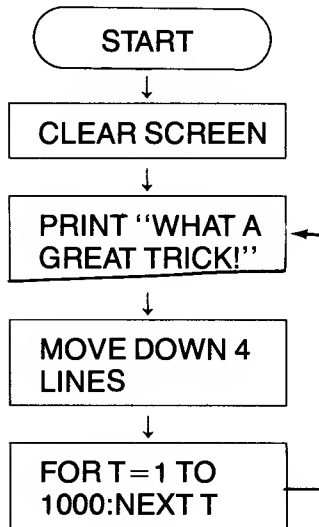 START
CLEAR SCREEN
PRINT "WHAT A
GREAT TRICK!"
MOVE DOWN 4
LINES
FOR T=1 TO
1000:NEXT T